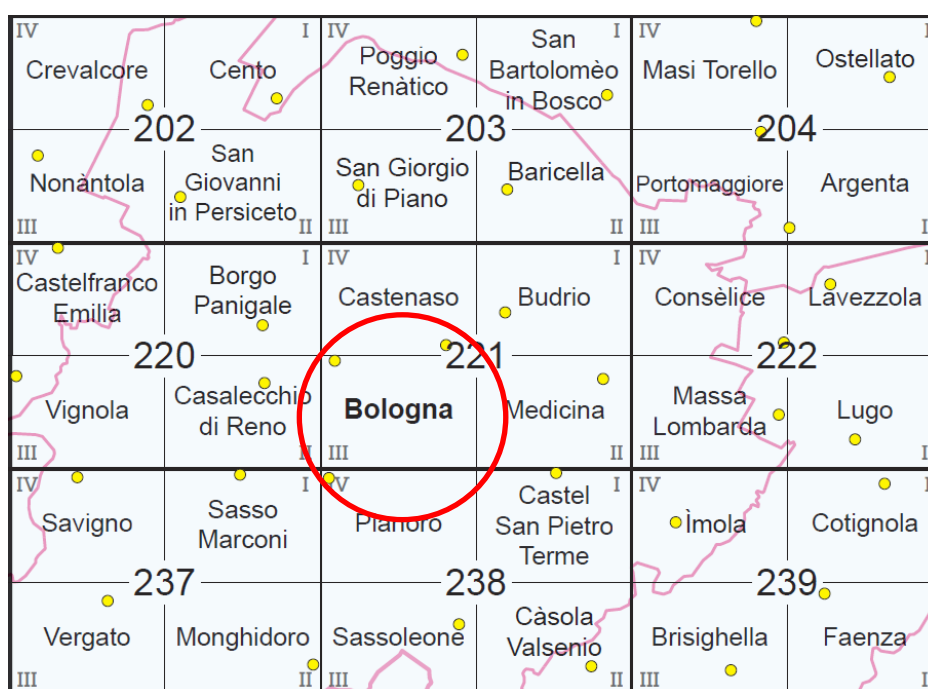 IV I IV I IV I
Crevalcore
Cento
Poggio
Renàtico
San
Bartolomèo
in Bosco
Masi Torello
Ostellato
202
203
204
Nonàntola
San
Giovanni
in Persiceto
San Giorgio
di Piano
Baricella
Portomaggiore
Argenta
III II III II III I
IV I IV I IV I
Castelfranco
Emilia
Borgo
Panigale
Castenaso
Budrio
Consèlice
Lavezzola
220
221
222
Vignola
Casalecchio
di Reno
Bologna
Medicina
Massa
Lombarda
Lugo
III II III II III I
IV I IV I IV I
Savigno
Sasso
Marconi
Pianoro
Castel
San Pietro
Terme
Ìmola
Cotignola
237
238
239
Vergato
Monghidoro
Sassoleone
Càsola
Valsenio
Brisighella
Faenza
III II III II III I